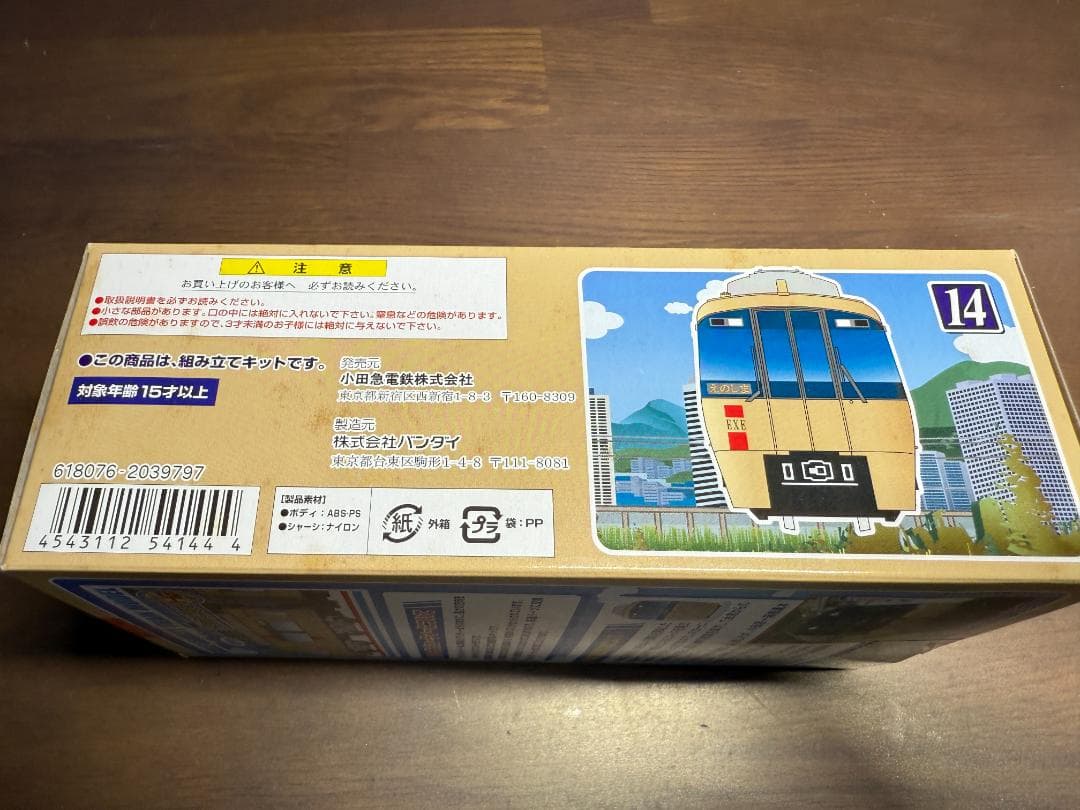 ⚠ 注意
お買い上げのお客様へ 必ずお読みください。
●取扱説明書を必ずお読みください。
●小さな部品があります。口の中には絶対に入れないで下さい。窒息などの危険があります。
●誤飲の危険がありますので、3才未満のお子様には絶対に与えないで下さい。
●この商品は、組み立てキットです。
対象年齢15才以上
発売元
小田急電鉄株式会社
東京都新宿区西新宿1-8-3 〒160-8309
製造元
株式会社バンダイ
東京都台東区駒形1-4-8 〒111-8081
618076-2039797
4543112 541444
【製品素材】
●ボディ:ABS・PS
●シャーシ:ナイロン
紙 外箱
プラ 袋:PP
14
えのしま
EXE